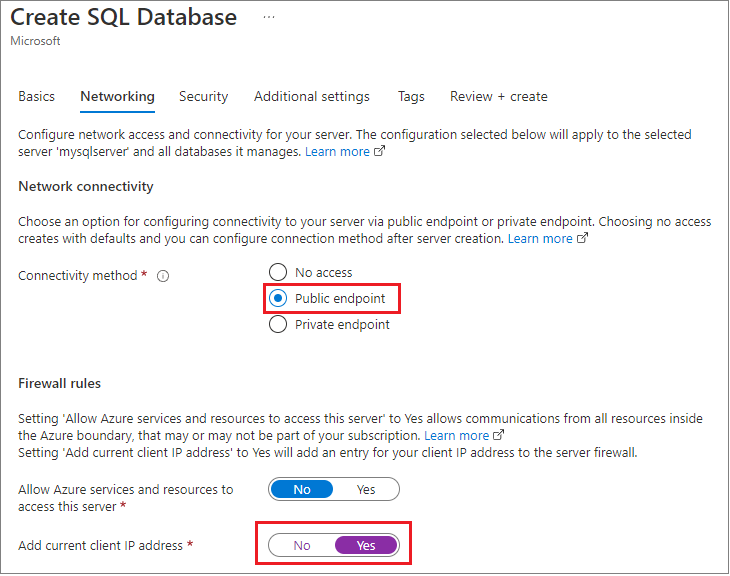 Create SQL Database ...
Microsoft
Basics Networking Security Additional settings Tags Review + create
Configure network access and connectivity for your server. The configuration selected below will apply to the selected
server 'mysqlserver' and all databases it manages. Learn more
Network connectivity
Choose an option for configuring connectivity to your server via public endpoint or private endpoint. Choosing no access
creates with defaults and you can configure connection method after server creation. Learn more
Connectivity method *
No access
Public endpoint
Private endpoint
Firewall rules
Setting 'Allow Azure services and resources to access this server' to Yes allows communications from all resources inside
the Azure boundary, that may or may not be part of your subscription. Learn more
Setting 'Add current client IP address' to Yes will add an entry for your client IP address to the server firewall.
Allow Azure services and resources to
access this server *
No Yes
Add current client IP address *
No Yes